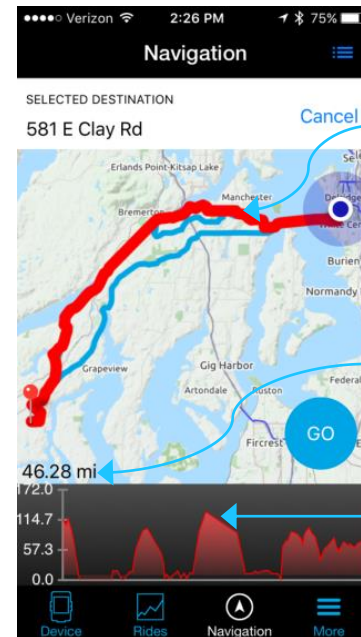 Verizon 2:26 PM 75%
Navigation
SELECTED DESTINATION
581 E Clay Rd
Cancel
Erlands Point-Kitsap Lake
Manchester
Bremerton
Burien
Normandy
Grapeview
Gig Harbor
Artondale
Ruston
Federal
Fircrest
GO
46.28 mi
172.0
114.7
57.3
0.0
Device Rides Navigation More